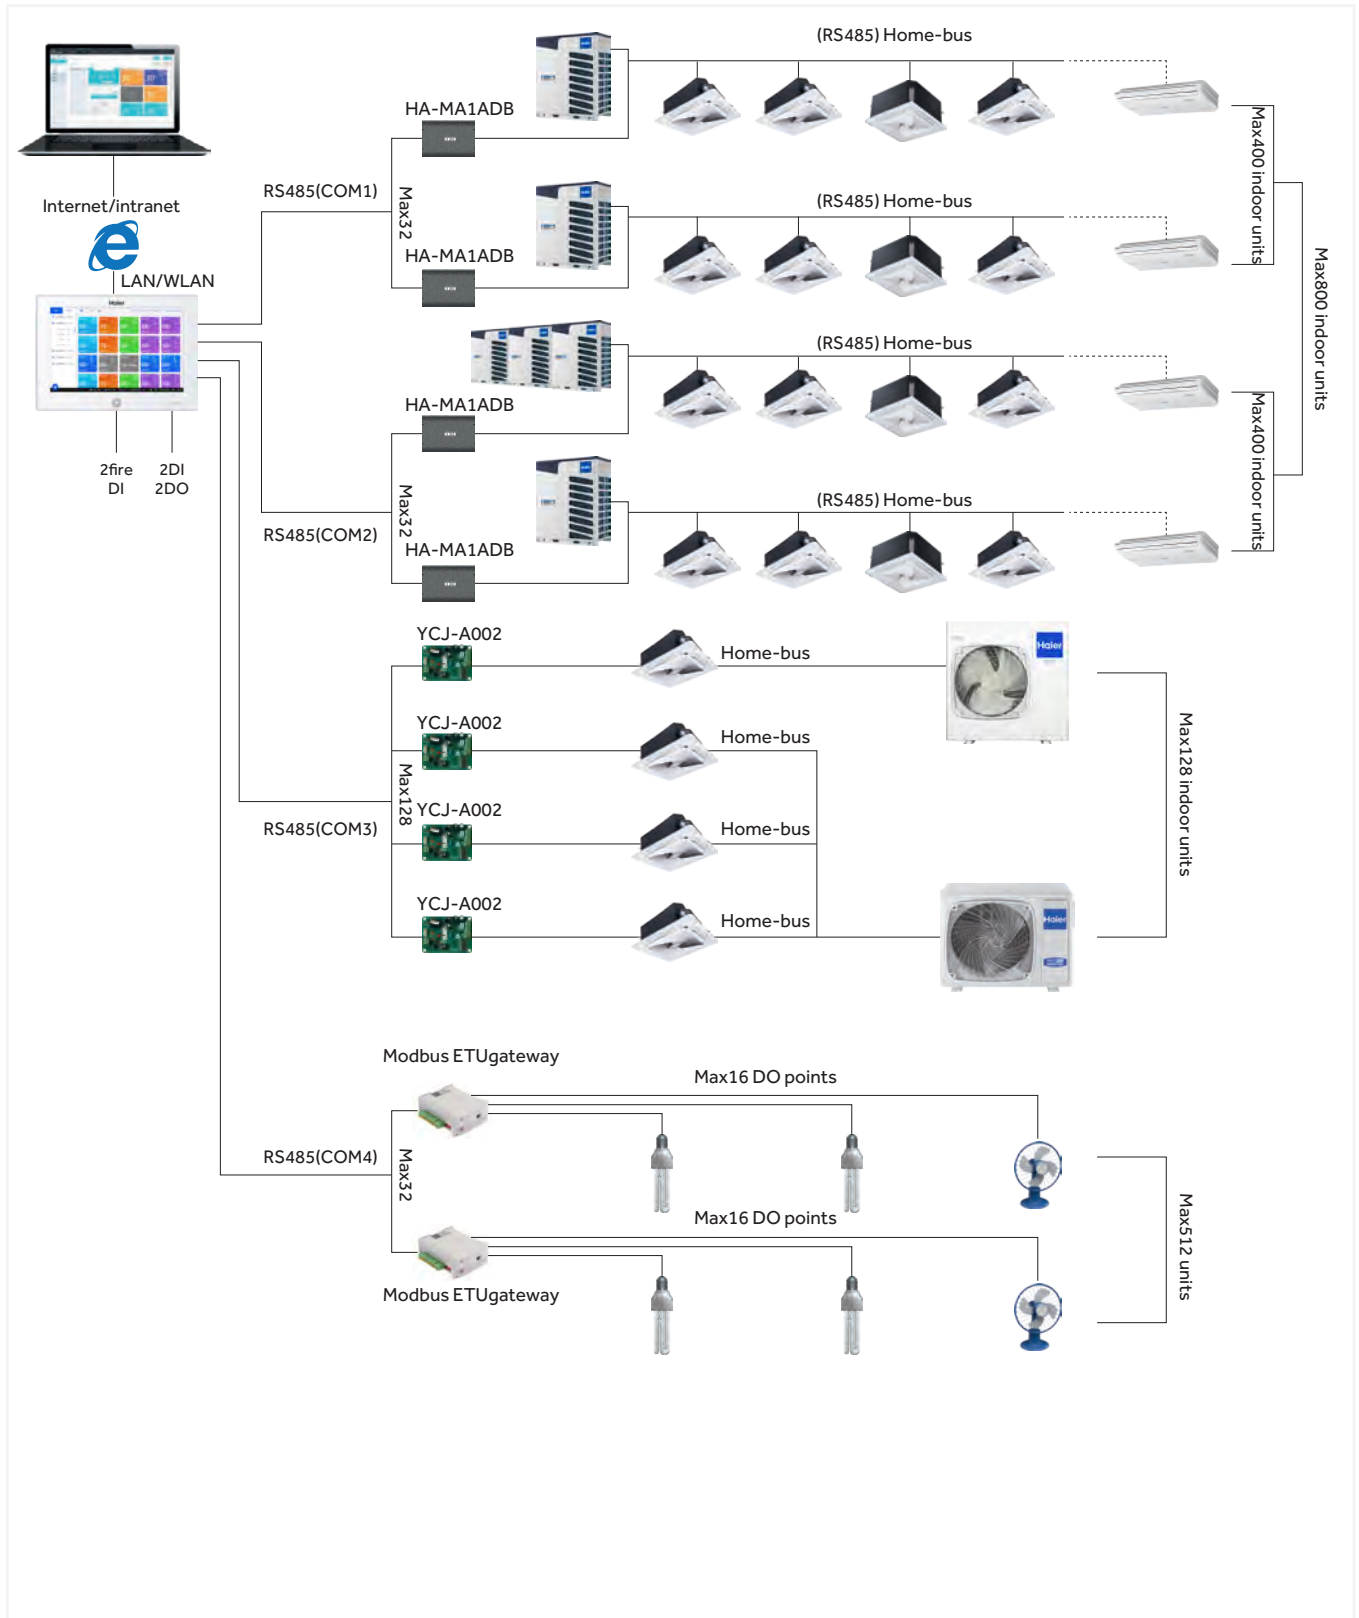 (RS485) Home-bus
HA-MA1ADB
RS485(COM1)
Max32
Internet/intranet
LAN/WLAN
Haier
(RS485) Home-bus
HA-MA1ADB
Max400 indoor units
Max800 indoor units
(RS485) Home-bus
HA-MA1ADB
2fire
DI
2DI
2DO
Max32
RS485(COM2)
(RS485) Home-bus
HA-MA1ADB
Max400 indoor units
YCJ-A002
Home-bus
Haier
YCJ-A002
Home-bus
Max128
RS485(COM3)
YCJ-A002
Home-bus
Max128 indoor units
YCJ-A002
Home-bus
Haier
Modbus ETUgateway
Max16 DO points
RS485(COM4)
Max32
Max16 DO points
Modbus ETUgateway
Max512 units